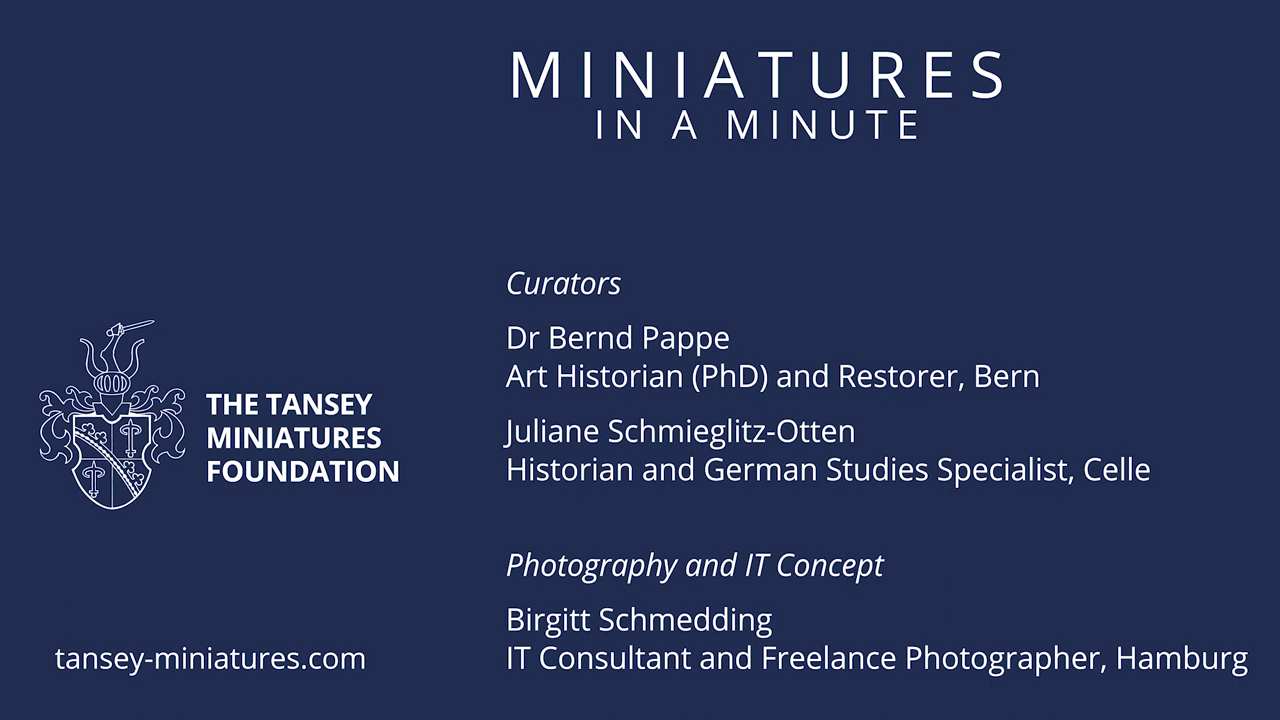 MINIATURES
IN A MINUTE
Curators
Dr Bernd Pappe
Art Historian (PhD) and Restorer, Bern
Juliane Schmieglitz-Otten
Historian and German Studies Specialist, Celle
Photography and IT Concept
Birgitt Schmedding
IT Consultant and Freelance Photographer, Hamburg
THE TANSEY
MINIATURES
FOUNDATION
tansey-miniatures.com